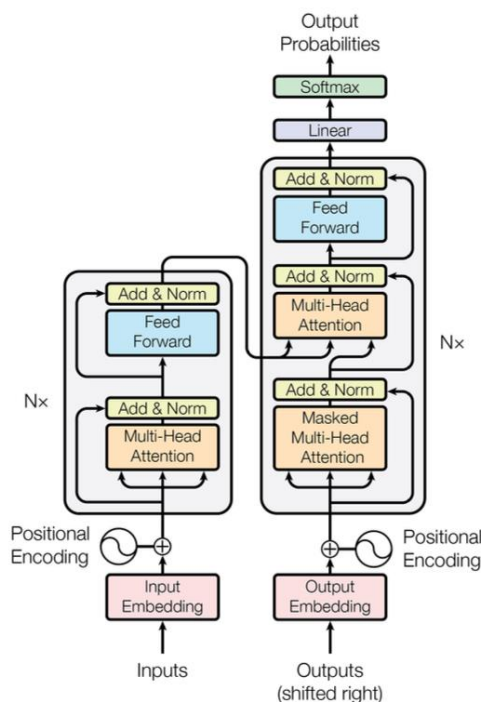 Output
Probabilities
Softmax
Linear
Add & Norm
Feed
Forward
Add & Norm
Multi-Head
Attention
Add & Norm
Masked
Multi-Head
Attention
Nx
Add & Norm
Feed
Forward
Add & Norm
Multi-Head
Attention
Nx
Positional
Encoding
Positional
Encoding
Input
Embedding
Output
Embedding
Inputs
Outputs
(shifted right)